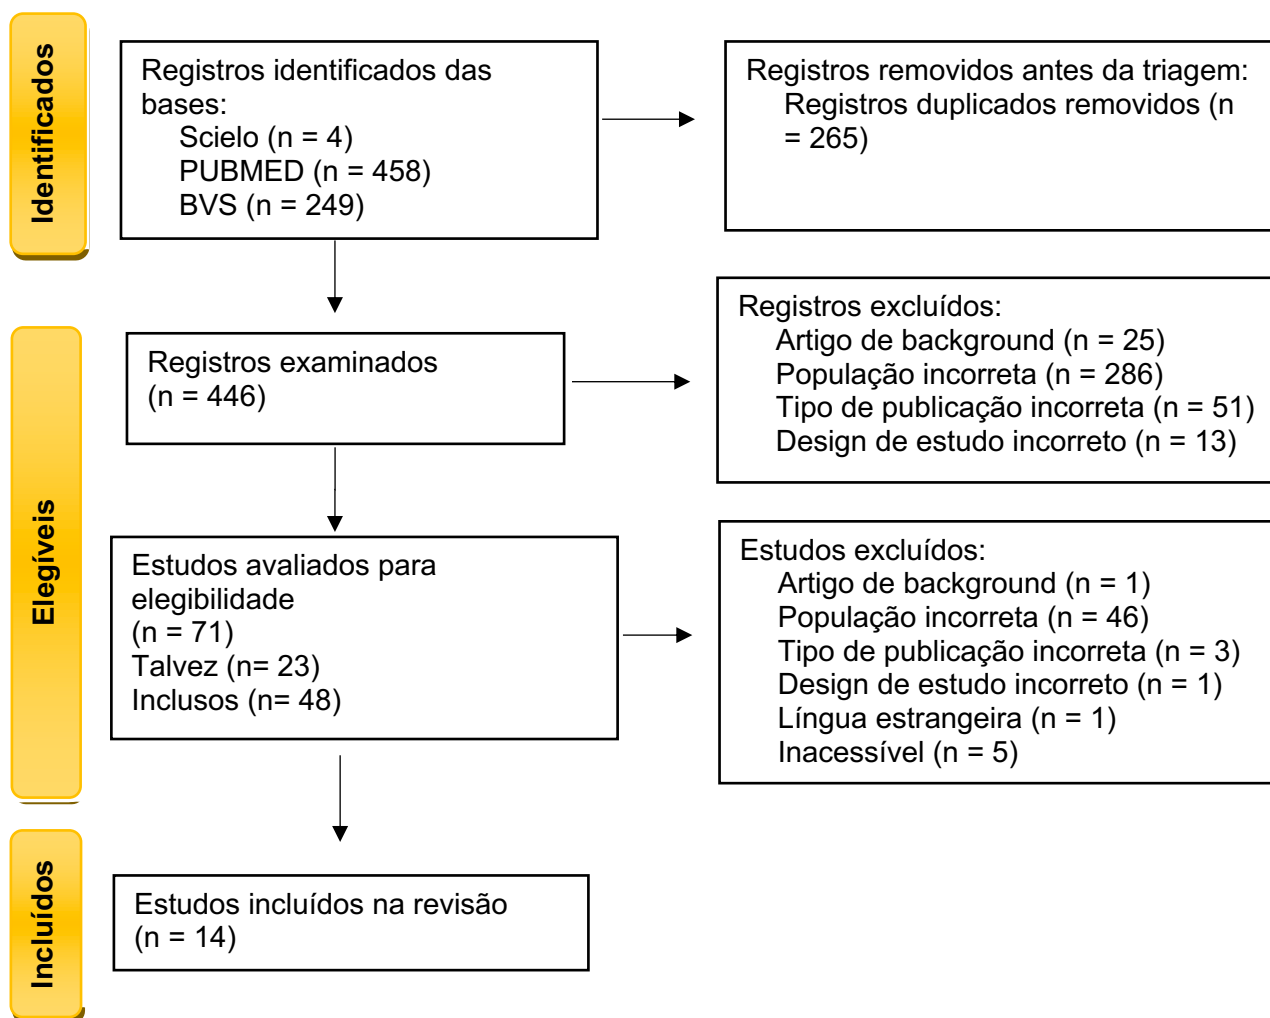 Identificados
Registros identificados das
bases:
Scielo (n = 4)
PUBMED (n = 458)
BVS (n = 249)
Registros removidos antes da triagem:
Registros duplicados removidos (n
= 265)
Elegíveis
Registros examinados
(n = 446)
Registros excluídos:
Artigo de background (n = 25)
População incorreta (n = 286)
Tipo de publicação incorreta (n = 51)
Design de estudo incorreto (n = 13)
Estudos avaliados para
elegibilidade
(n = 71)
Talvez (n= 23)
Inclusos (n= 48)
Estudos excluídos:
Artigo de background (n = 1)
População incorreta (n = 46)
Tipo de publicação incorreta (n = 3)
Design de estudo incorreto (n = 1)
Língua estrangeira (n = 1)
Inacessível (n = 5)
Incluídos
Estudos incluídos na revisão
(n = 14)